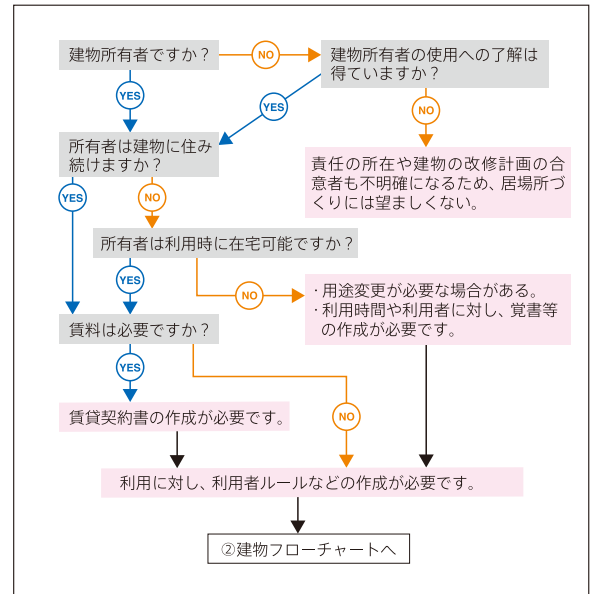 建物所有者ですか？
NO
建物所有者の使用への了解は
得ていますか？
YES
YES
NO
所有者は建物に住み
続けますか？
責任の所在や建物の改修計画の合
意者も不明確になるため、居場所づ
くりには望ましくない。
YES
NO
所有者は利用時に在宅可能ですか？
YES
NO
・用途変更が必要な場合がある。
・利用時間や利用者に対し、覚書等
の作成が必要です。
賃料は必要ですか？
YES
NO
賃貸契約書の作成が必要です。
利用に対し、利用者ルールなどの作成が必要です。
②建物フローチャートへ